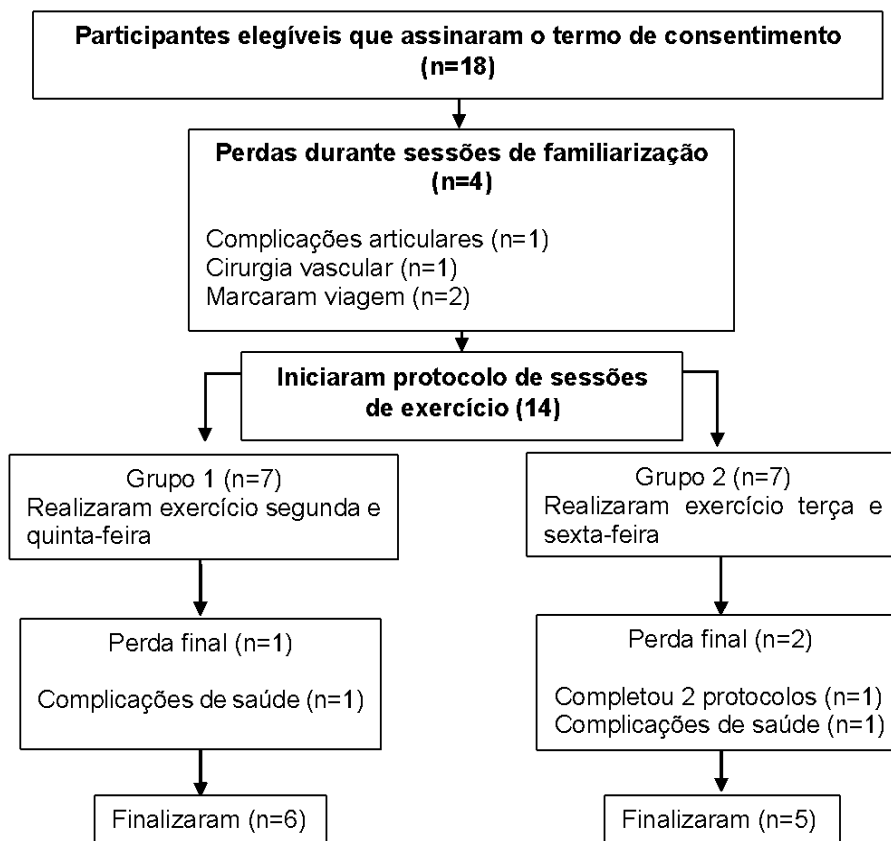 Participantes elegíveis que assinaram o termo de consentimento
(n=18)
Perdas durante sessões de familiarização
(n=4)
Complicações articulares (n=1)
Cirurgia vascular (n=1)
Marcaram viagem (n=2)
Iniciaram protocolo de sessões
de exercício (14)
Grupo 1 (n=7)
Realizaram exercício segunda e
quinta-feira
Grupo 2 (n=7)
Realizaram exercício terça e
sexta-feira
Perda final (n=1)
Complicações de saúde (n=1)
Perda final (n=2)
Completou 2 protocolos (n=1)
Complicações de saúde (n=1)
Finalizaram (n=6)
Finalizaram (n=5)